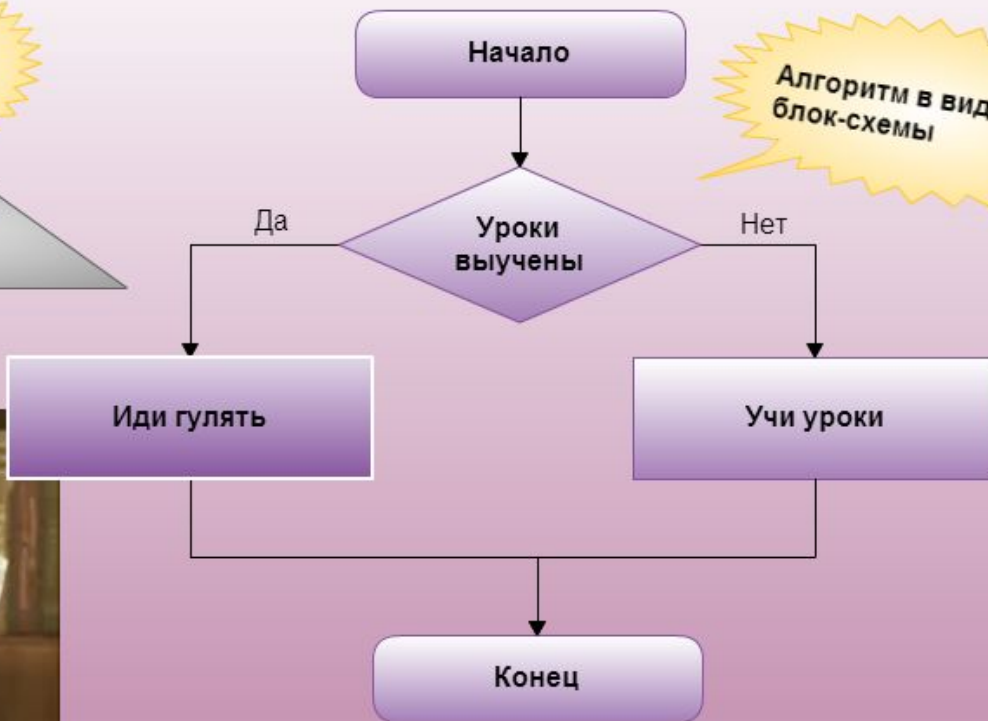 Начало
Алгоритм в вид
блок-схемы
Да
Уроки
выучены
Нет
Иди гулять
Учи уроки
Конец